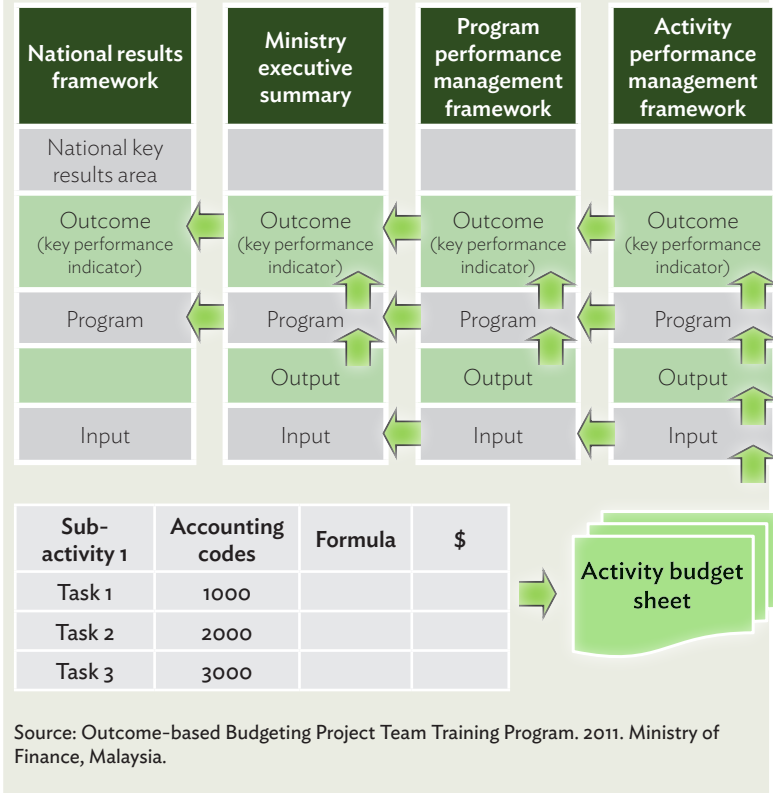 National results
framework
Ministry
executive
summary
Program
performance
management
framework
Activity
performance
management
framework
National key
results area
Outcome
(key performance
indicator)
Outcome
(key performance
indicator)
Outcome
(key performance
indicator)
Outcome
(key performance
indicator)
Program
Program
Program
Program
Output
Output
Output
Input
Input
Input
Input
Sub-
activity 1
Accounting
codes
Formula
$
Task 1
1000
Task 2
2000
Task 3
3000
Activity budget
sheet
Source: Outcome-based Budgeting Project Team Training Program. 2011. Ministry of
Finance, Malaysia.